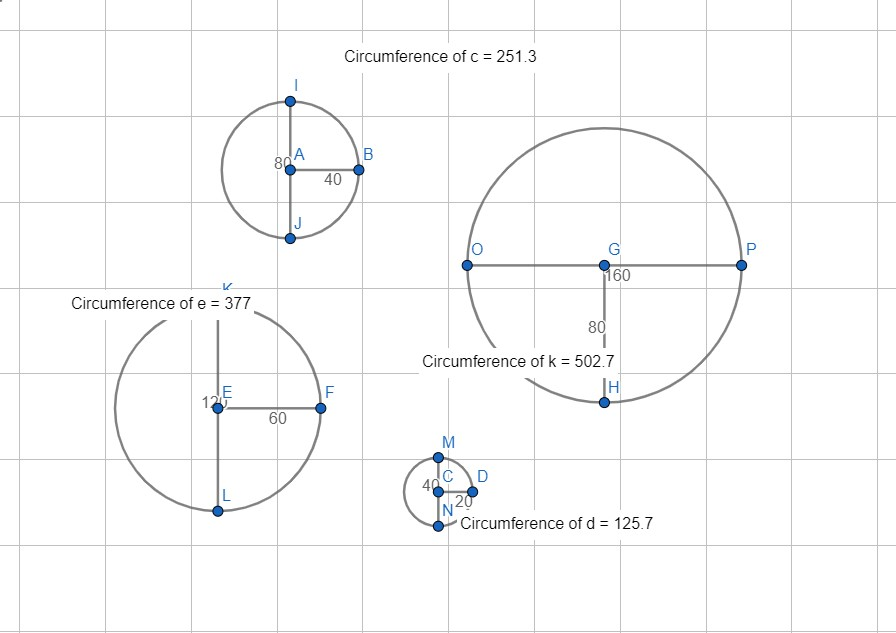 Circumference of c = 251.3
I
80
A
B
40
J
O
G
P
160
K
Circumference of e = 377
80
Circumference of k = 502.7
120
E
F
60
H
M
40
C
D
20
L
N
Circumference of d = 125.7